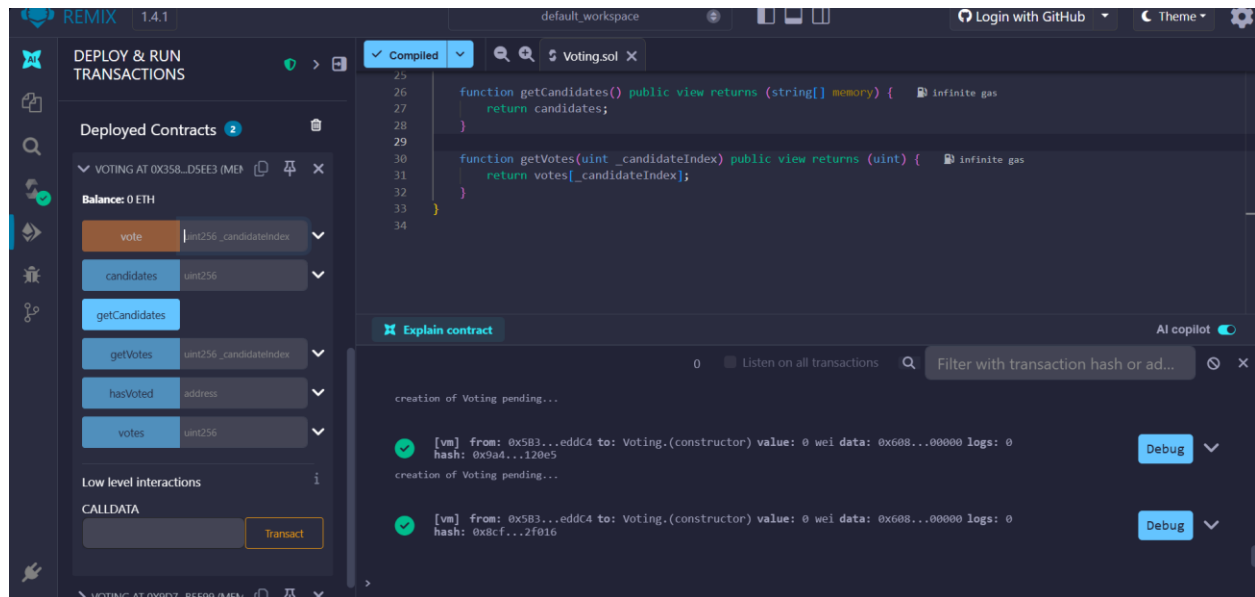 REMIX 1.4.1
default_workspace
Login with GitHub
Theme
AI
DEPLOY & RUN
TRANSACTIONS
Deployed Contracts 2
VOTING AT 0X358...D5EE3 (MEM
Balance: 0 ETH
vote uint256 _candidateIndex
candidates uint256
getCandidates
getVotes uint256 _candidateIndex
hasVoted address
votes uint256
Low level interactions i
CALLDATA
Transact
Compiled
Voting.sol
25
26 function getCandidates() public view returns (string[] memory) { infinite gas
27 return candidates;
28 }
29
30 function getVotes(uint _candidateIndex) public view returns (uint) { infinite gas
31 return votes[_candidateIndex];
32 }
33 }
34
Explain contract
AI copilot
0 Listen on all transactions Filter with transaction hash or ad...
creation of Voting pending...
[vm] from: 0x5B3...eddC4 to: Voting.(constructor) value: 0 wei data: 0x608...00000 logs: 0
hash: 0x9a4...120e5
Debug
creation of Voting pending...
[vm] from: 0x5B3...eddC4 to: Voting.(constructor) value: 0 wei data: 0x608...00000 logs: 0
hash: 0x8cf...2f016
Debug
>